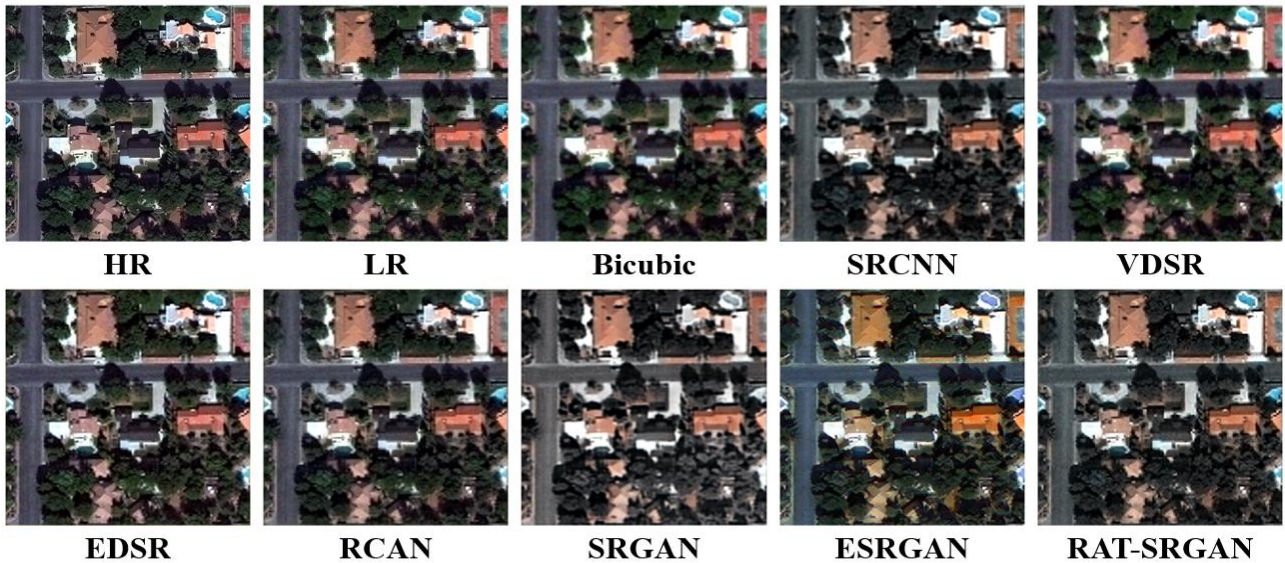 HR LR Bicubic SRCNN VDSR
EDSR RCAN SRGAN ESRGAN RAT-SRGAN